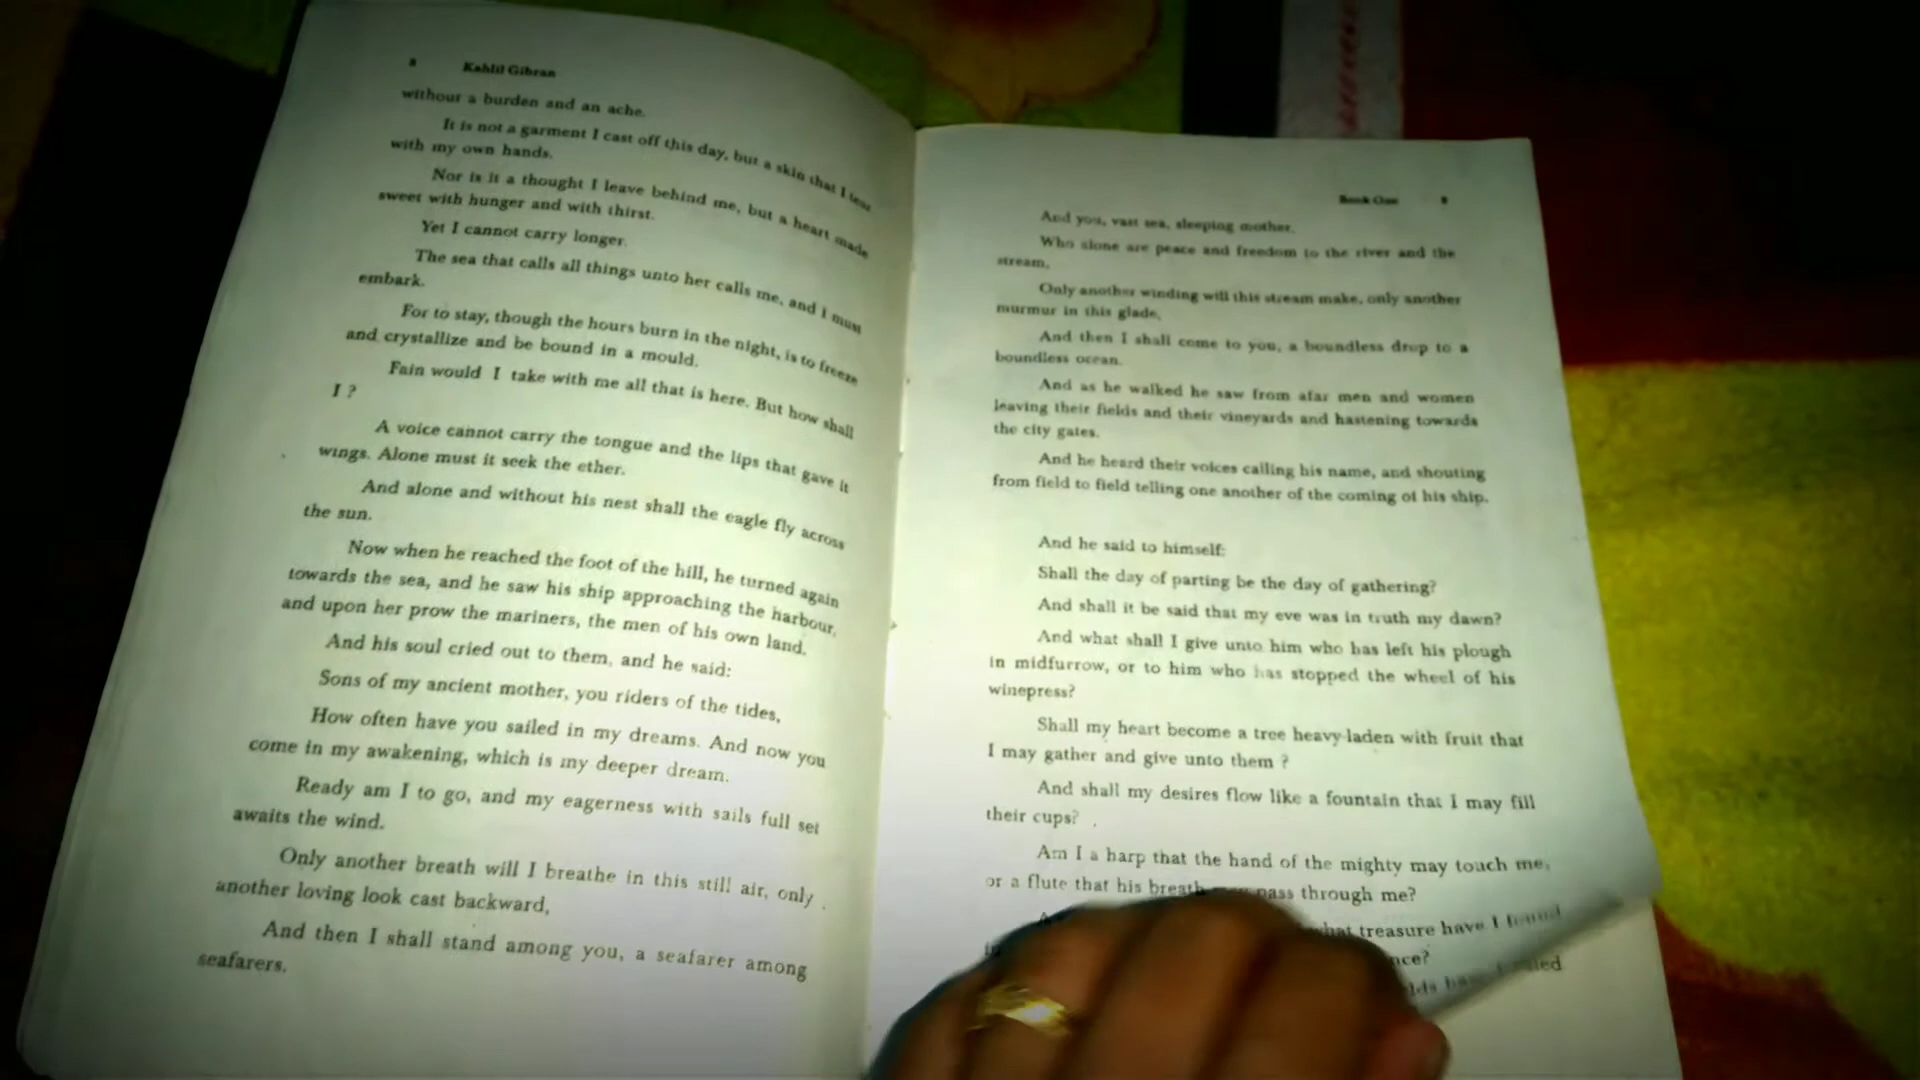 8 Kahlil Gibran
without a burden and an ache.
It is not a garment I cast off this day, but a skin that I tear
with my own hands.
Nor is it a thought I leave behind me, but a heart made
sweet with hunger and with thirst.
Yet I cannot carry longer.
The sea that calls all things unto her calls me, and I must
embark.
For to stay, though the hours burn in the night, is to freeze
and crystallize and be bound in a mould.
Fain would I take with me all that is here. But how shall
I ?
A voice cannot carry the tongue and the lips that gave it
wings. Alone must it seek the ether.
And alone and without his nest shall the eagle fly across
the sun.
Now when he reached the foot of the hill, he turned again
towards the sea, and he saw his ship approaching the harbour,
and upon her prow the mariners, the men of his own land.
And his soul cried out to them, and he said:
Sons of my ancient mother, you riders of the tides,
How often have you sailed in my dreams. And now you
come in my awakening, which is my deeper dream.
Ready am I to go, and my eagerness with sails full set
awaits the wind.
Only another breath will I breathe in this still air, only
another loving look cast backward,
And then I shall stand among you, a seafarer among
seafarers.
Book One
And you, vast sea, sleeping mother.
Who alone are peace and freedom to the river and the
stream,
Only another winding will this stream make, only another
murmur in this glade,
And then I shall come to you, a boundless drop to a
boundless ocean.
And as he walked he saw from afar men and women
leaving their fields and their vineyards and hastening towards
the city gates.
And he heard their voices calling his name, and shouting
from field to field telling one another of the coming of his ship.
And he said to himself:
Shall the day of parting be the day of gathering?
And shall it be said that my eve was in truth my dawn?
And what shall I give unto him who has left his plough
in midfurrow, or to him who has stopped the wheel of his
winepress?
Shall my heart become a tree heavy-laden with fruit that
I may gather and give unto them ?
And shall my desires flow like a fountain that I may fill
their cups?
Am I a harp that the hand of the mighty may touch me,
or a flute that his breath pass through me?
treasure have I found